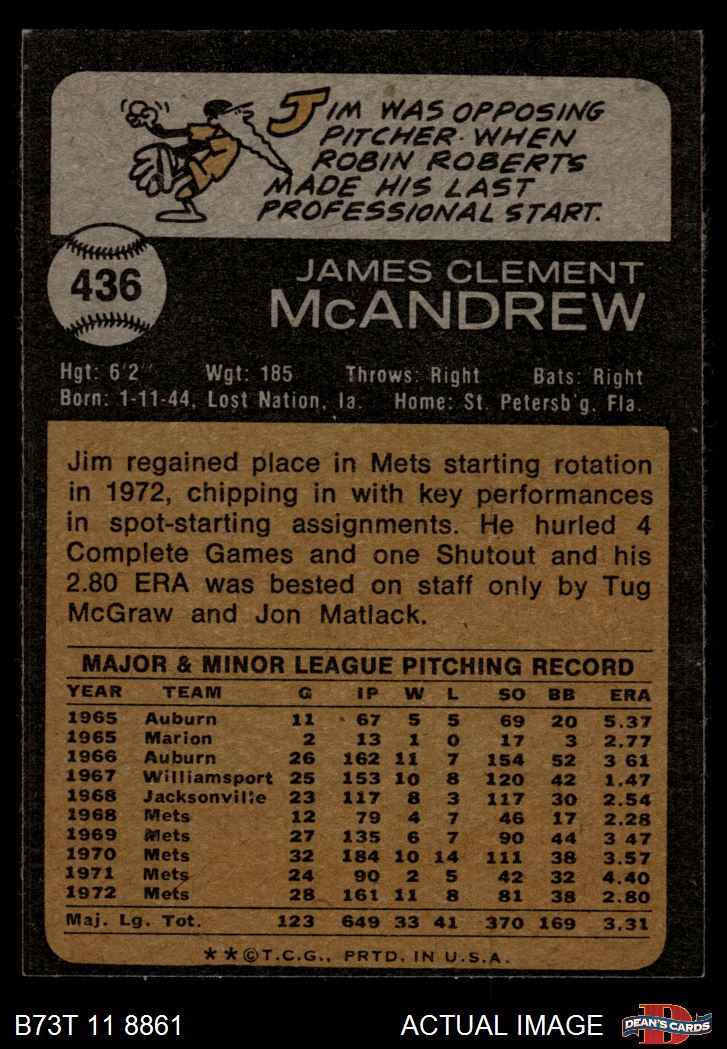 JIM WAS OPPOSING
PITCHER WHEN
ROBIN ROBERTS
MADE HIS LAST
PROFESSIONAL START.
436
JAMES CLEMENT
McANDREW
Hgt: 6'2" Wgt: 185 Throws: Right Bats: Right
Born: 1-11-44, Lost Nation, Ia. Home: St. Petersb'g, Fla.
Jim regained place in Mets starting rotation
in 1972, chipping in with key performances
in spot-starting assignments. He hurled 4
Complete Games and one Shutout and his
2.80 ERA was bested on staff only by Tug
McGraw and Jon Matlack.
MAJOR & MINOR LEAGUE PITCHING RECORD
YEAR TEAM G IP W L SO BB ERA
1965 Auburn 11 67 5 5 69 20 5.37
1965 Marion 2 13 1 0 17 3 2.77
1966 Auburn 26 162 11 7 154 52 3 61
1967 Williamsport 25 153 10 8 120 42 1.47
1968 Jacksonville 23 117 8 3 117 30 2.54
1968 Mets 12 79 4 7 46 17 2.28
1969 Mets 27 135 6 7 90 44 3 47
1970 Mets 32 184 10 14 111 38 3.57
1971 Mets 24 90 2 5 42 32 4.40
1972 Mets 28 161 11 8 81 38 2.80
Maj. Lg. Tot. 123 649 33 41 370 169 3.31
**©T.C.G., PRTD. IN U.S.A.
B73T 11 8861 ACTUAL IMAGE D DEAN'S CARDS